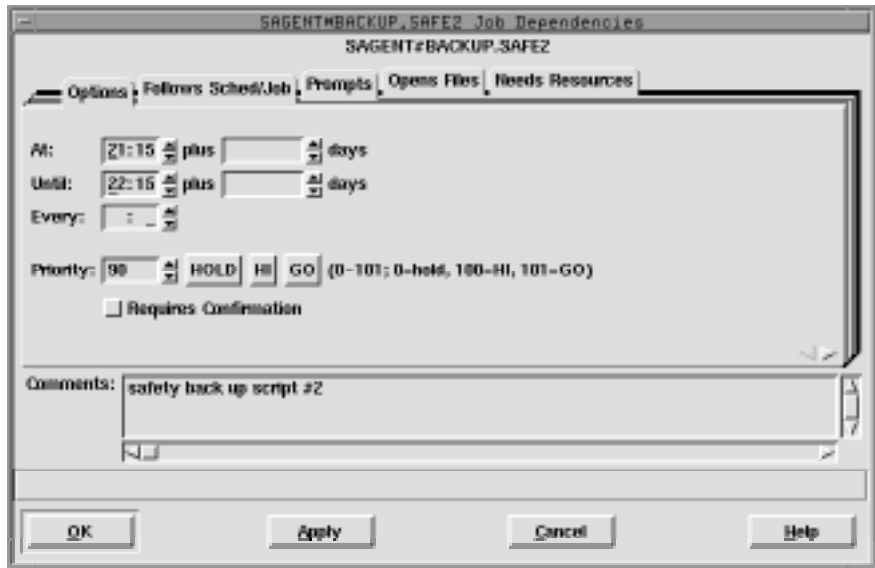 SAGENT#BACKUP.SAFE2 Job Dependencies
SAGENT#BACKUP.SAFE2
Options Follows Sched/Job Prompts Opens Files Needs Resources
At: 21:15 plus days
Until: 22:15 plus days
Every: : _
Priority: 90 HOLD HI GO (0-101; 0-hold, 100-HI, 101-GO)
Requires Confirmation
Comments: safety back up script #2
OK Apply Cancel Help